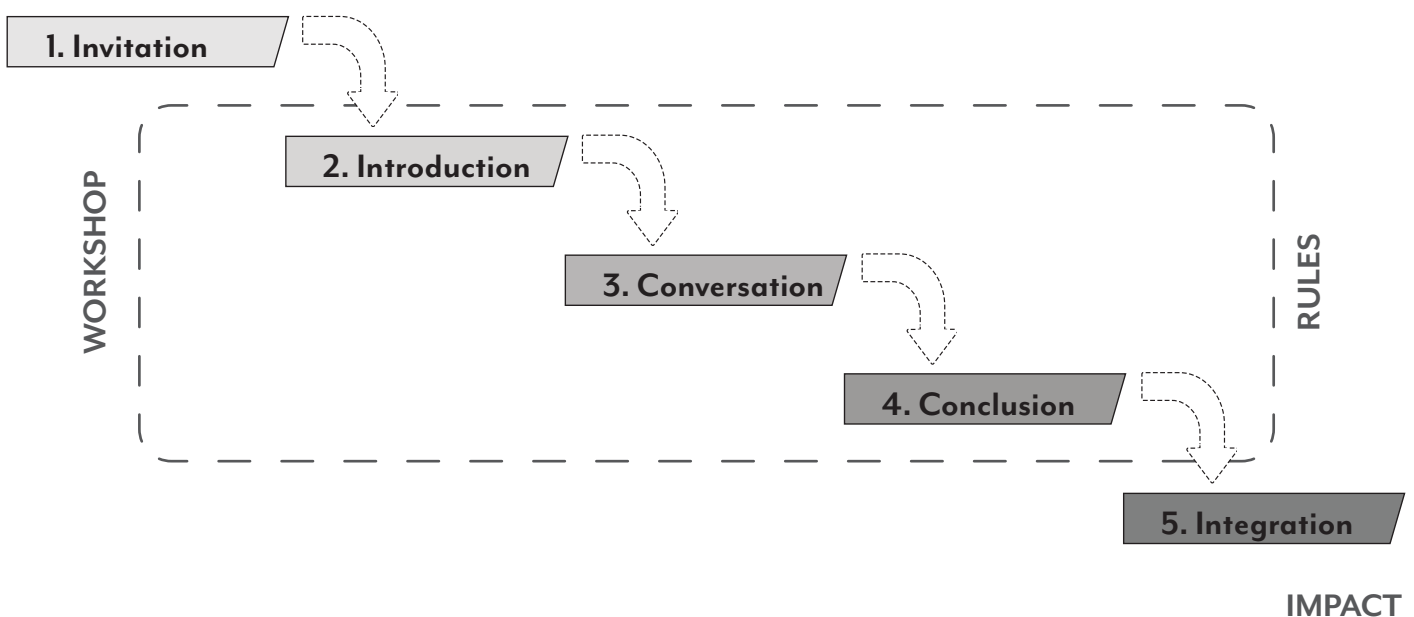 1. Invitation
2. Introduction
WORKSHOP
3. Conversation
RULES
4. Conclusion
5. Integration
IMPACT